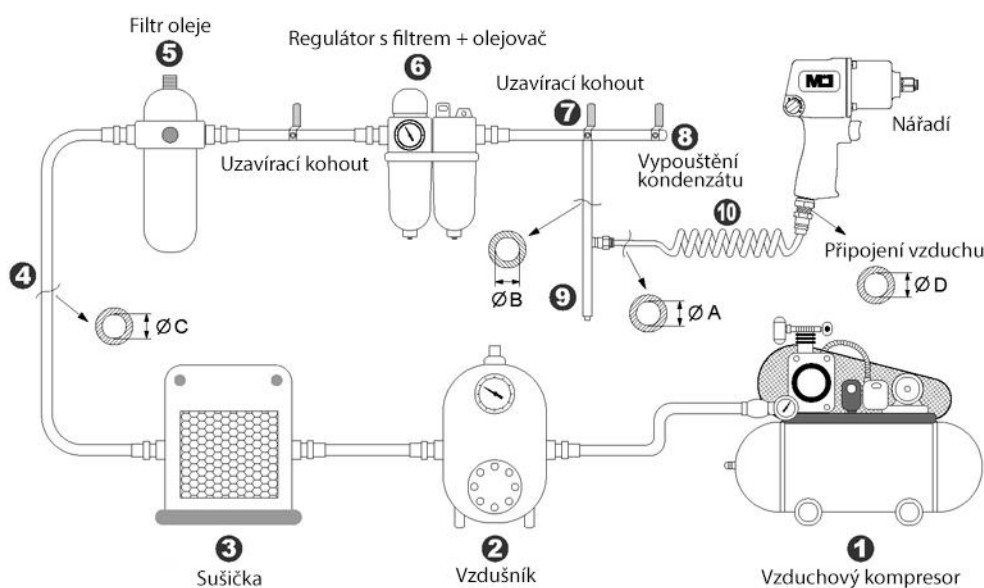 Filtr oleje
5
Regulátor s filtrem + olejovač
6
Uzavírací kohout
7
Uzavírací kohout
8
Vypouštění
kondenzátu
Nářadí
10
Připojení vzduchu
4
9
ØB
ØA
ØD
ØC
3
Sušička
2
Vzdušník
1
Vzduchový kompresor